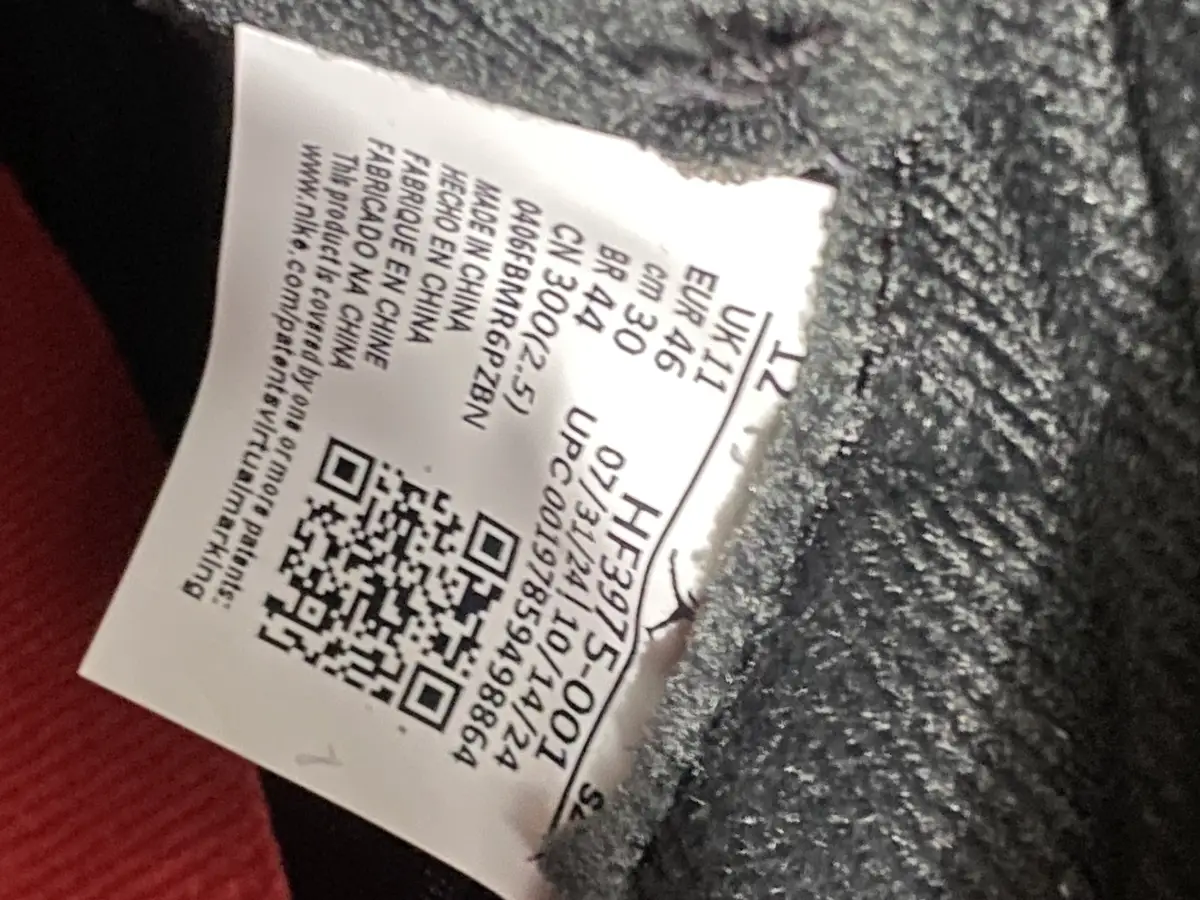 12
UK 11
EUR 46
cm 30
BR 44
CN 300(2.5)
0406FBMR6PZBN
MADE IN CHINA
HECHO EN CHINA
FABRIQUE EN CHINE
FABRICADO NA CHINA
This product is covered by one or more patents:
www.nike.com/patentsvirtualmarking
HF3975-001
07/31/24|10/14/24
UPC 00197859498864